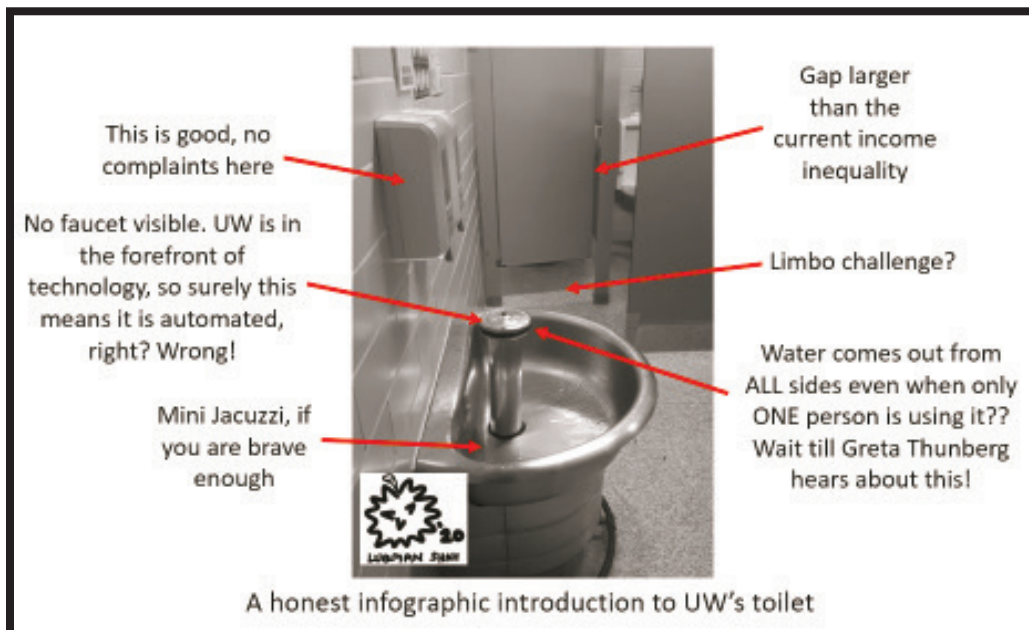 This is good, no
complaints here
No faucet visible. UW is in
the forefront of
technology, so surely this
means it is automated,
right? Wrong!
Mini Jacuzzi, if
you are brave
enough
Gap larger
than the
current income
inequality
Limbo challenge?
Water comes out from
ALL sides even when only
ONE person is using it??
Wait till Greta Thunberg
hears about this!
'20
A honest infographic introduction to UW's toilet